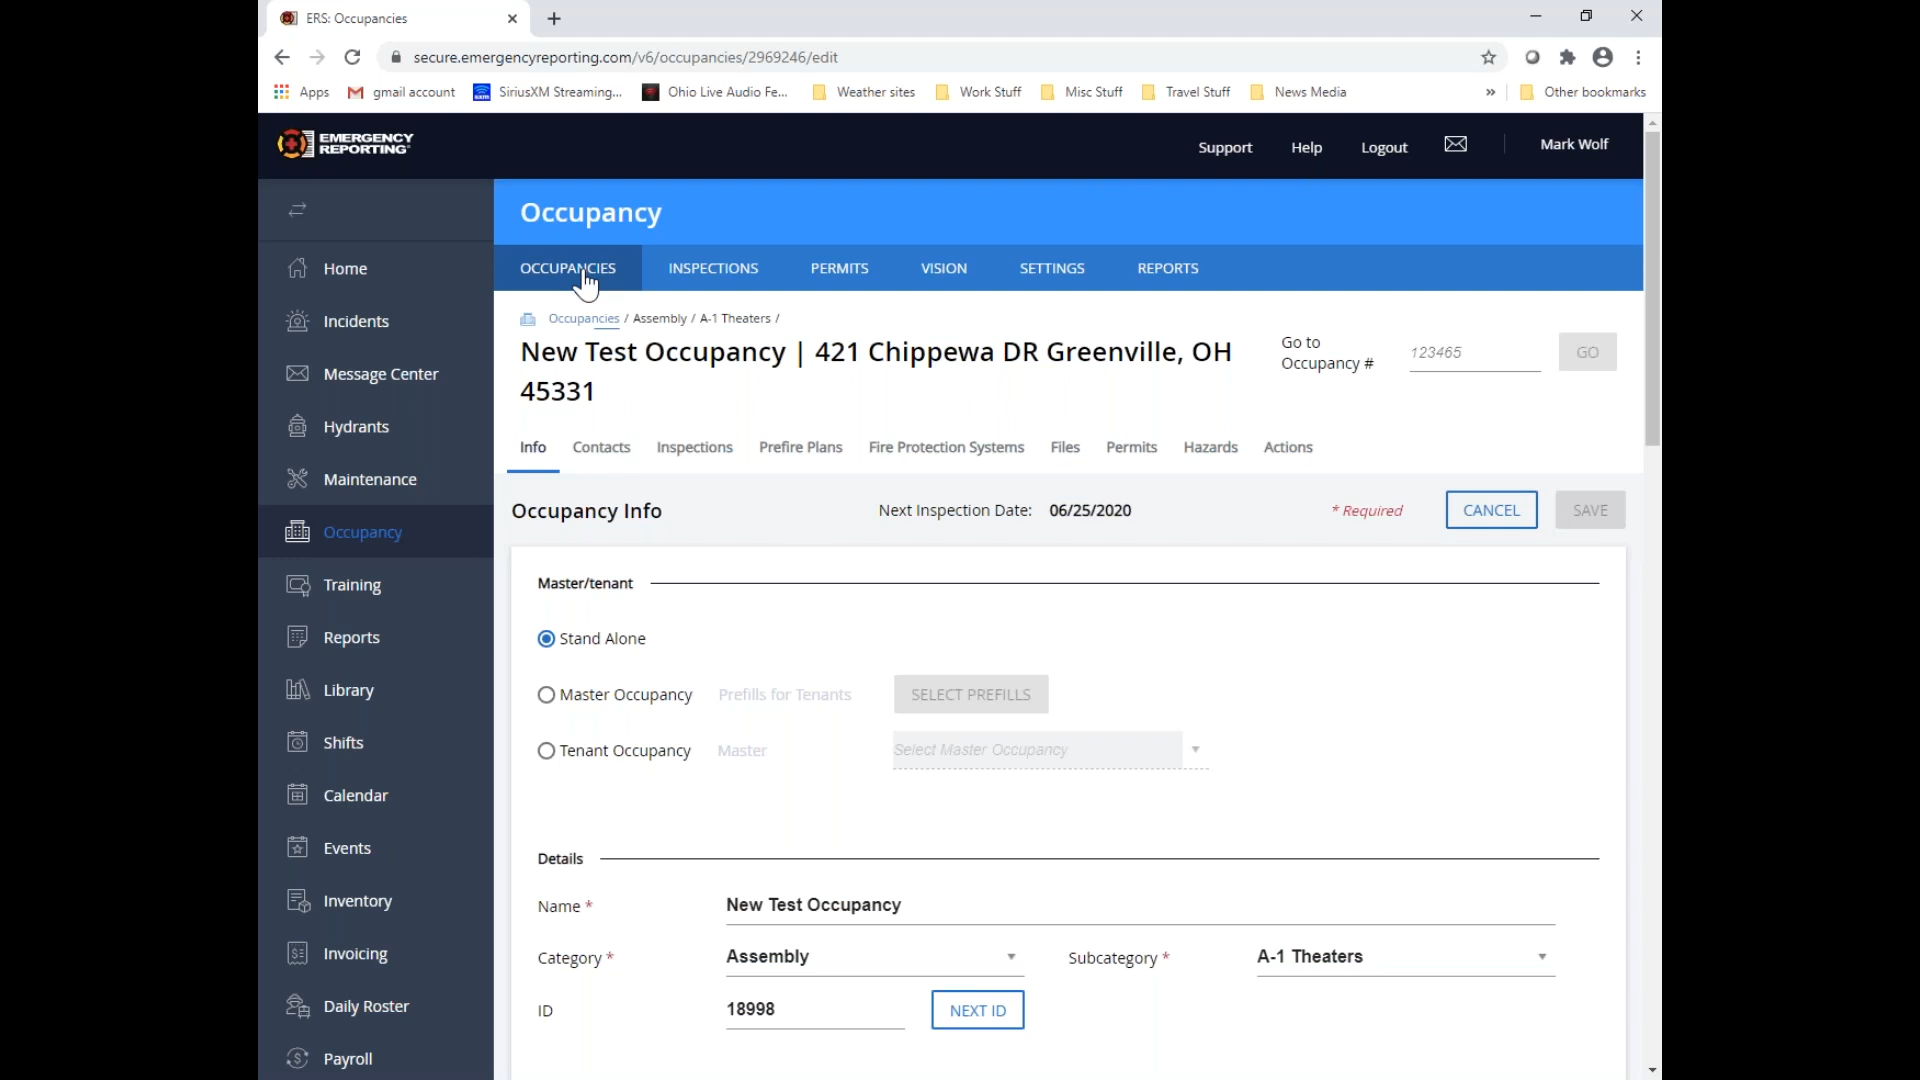 ERS: Occupancies
secure.emergencyreporting.com/v6/occupancies/2969246/edit
Apps gmail account SiriusXM Streaming... Ohio Live Audio Fe... Weather sites Work Stuff Misc Stuff Travel Stuff News Media » Other bookmarks
EMERGENCY
REPORTING
Support Help Logout Mark Wolf
Occupancy
OCCUPANCIES INSPECTIONS PERMITS VISION SETTINGS REPORTS
Occupancies / Assembly / A-1 Theaters /
New Test Occupancy | 421 Chippewa DR Greenville, OH
45331
Go to
Occupancy # 123465 GO
Info Contacts Inspections Prefire Plans Fire Protection Systems Files Permits Hazards Actions
Occupancy Info Next Inspection Date: 06/25/2020 * Required CANCEL SAVE
Master/tenant
Stand Alone
Master Occupancy Prefills for Tenants SELECT PREFILLS
Tenant Occupancy Master Select Master Occupancy
Details
Name * New Test Occupancy
Category * Assembly Subcategory * A-1 Theaters
ID 18998 NEXT ID
Home
Incidents
Message Center
Hydrants
Maintenance
Occupancy
Training
Reports
Library
Shifts
Calendar
Events
Inventory
Invoicing
Daily Roster
Payroll